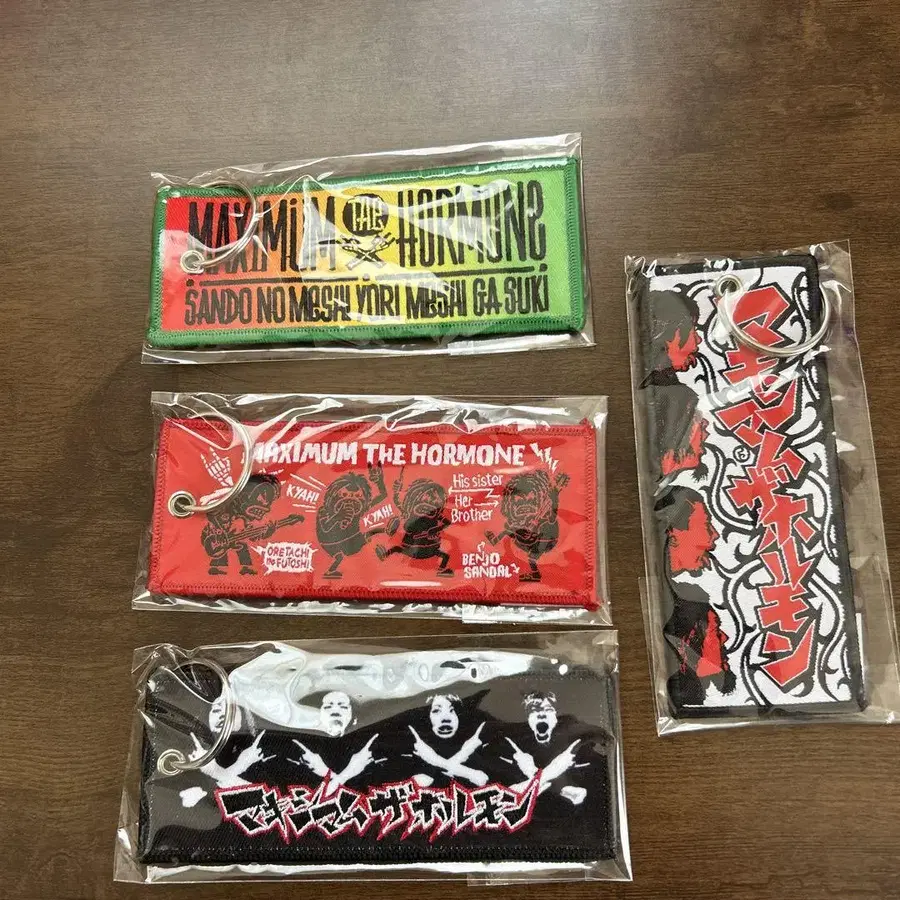 MAXIMUM THE HORMONE
SANDO NO MESHI YORI MESHI GA SUKI
MAXIMUM THE HORMONE
KYAH!
KYAH!
His sister
Her Brother
ORETACHI no FUTOSHI
BENJO SANDAL
マキシマム ザ ホルモン
マキシマム ザ ホルモン
®